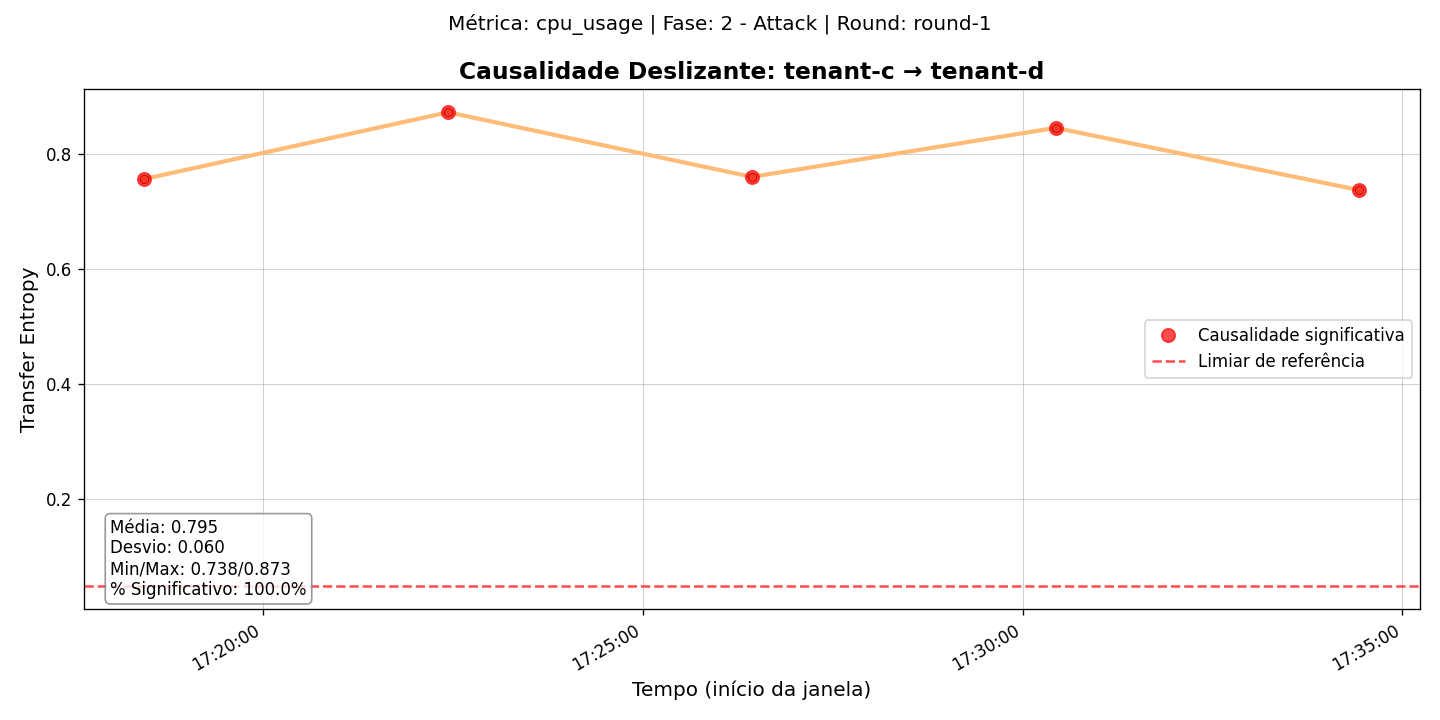 Métrica: cpu_usage | Fase: 2 - Attack | Round: round-1
Causalidade Deslizante: tenant-c → tenant-d
Transfer Entropy
0.8
0.6
0.4
0.2
Causalidade significativa
Limiar de referência
Média: 0.795
Desvio: 0.060
Min/Max: 0.738/0.873
% Significativo: 100.0%
17:20:00
17:25:00
17:30:00
17:35:00
Tempo (início da janela)